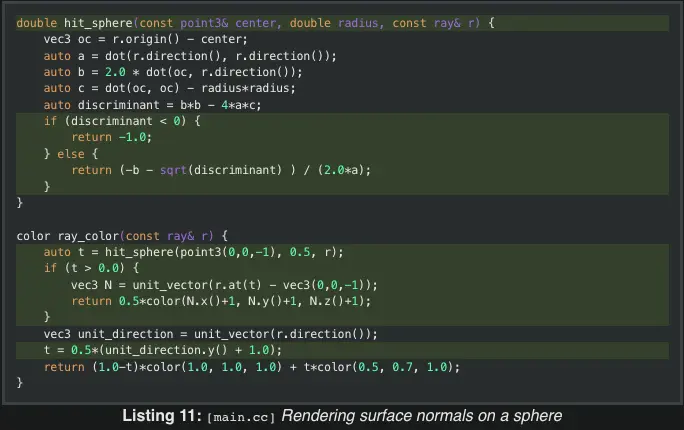 double hit_sphere(const point3& center, double radius, const ray& r) {
    vec3 oc = r.origin() - center;
    auto a = dot(r.direction(), r.direction());
    auto b = 2.0 * dot(oc, r.direction());
    auto c = dot(oc, oc) - radius*radius;
    auto discriminant = b*b - 4*a*c;
    if (discriminant < 0) {
        return -1.0;
    } else {
        return (-b - sqrt(discriminant) ) / (2.0*a);
    }
}

color ray_color(const ray& r) {
    auto t = hit_sphere(point3(0,0,-1), 0.5, r);
    if (t > 0.0) {
        vec3 N = unit_vector(r.at(t) - vec3(0,0,-1));
        return 0.5*color(N.x()+1, N.y()+1, N.z()+1);
    }
    vec3 unit_direction = unit_vector(r.direction());
    t = 0.5*(unit_direction.y() + 1.0);
    return (1.0-t)*color(1.0, 1.0, 1.0) + t*color(0.5, 0.7, 1.0);
}
Listing 11: [main.cc] Rendering surface normals on a sphere